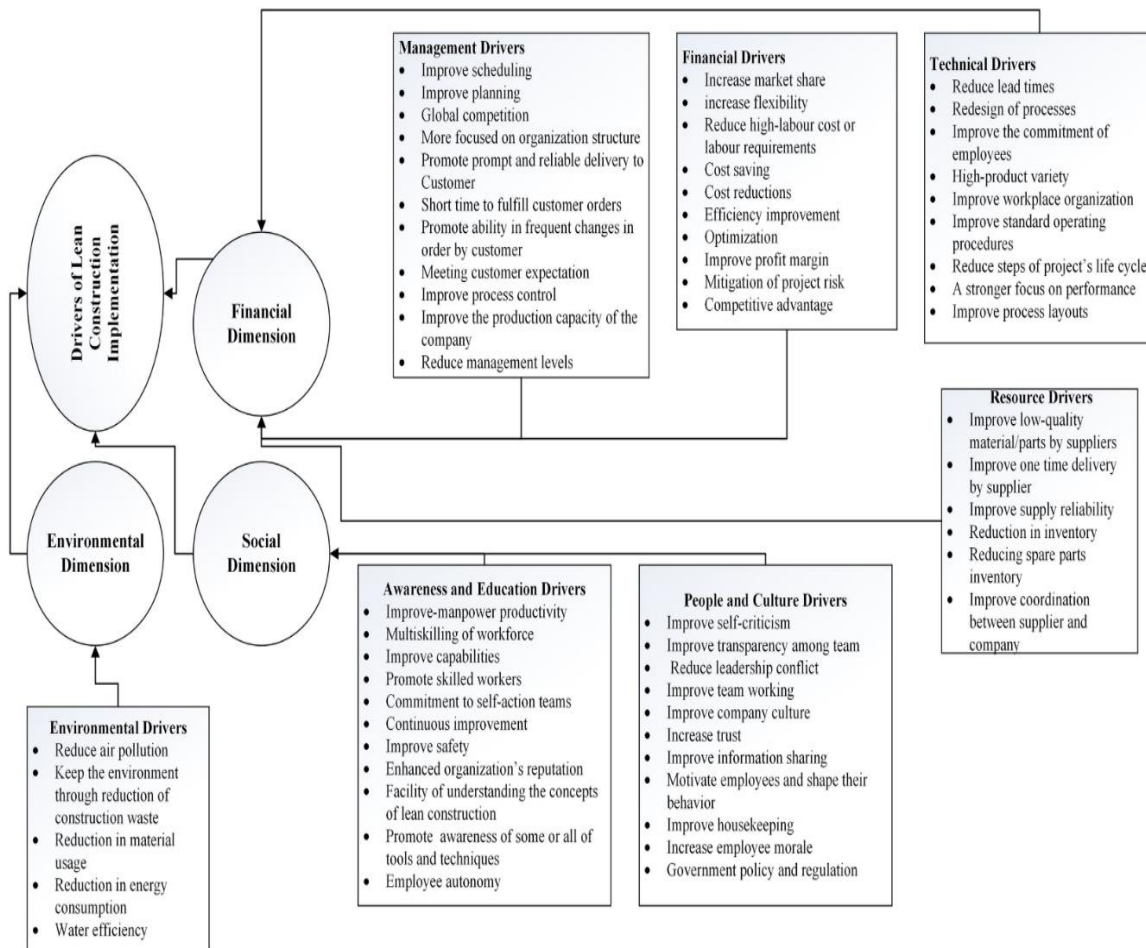 Management Drivers
• Improve scheduling
• Improve planning
• Global competition
• More focused on organization structure
• Promote prompt and reliable delivery to
Customer
• Short time to fulfill customer orders
• Promote ability in frequent changes in
order by customer
• Meeting customer expectation
• Improve process control
• Improve the production capacity of the
company
• Reduce management levels
Financial Drivers
• Increase market share
• increase flexibility
• Reduce high-labour cost or
labour requirements
• Cost saving
• Cost reductions
• Efficiency improvement
• Optimization
• Improve profit margin
• Mitigation of project risk
• Competitive advantage
Technical Drivers
• Reduce lead times
• Redesign of processes
• Improve the commitment of
employees
• High-product variety
• Improve workplace organization
• Improve standard operating
procedures
• Reduce steps of project's life cycle
• A stronger focus on performance
• Improve process layouts
Drivers of Lean
Construction
Implementation
Financial
Dimension
Resource Drivers
• Improve low-quality
material/parts by suppliers
• Improve one time delivery
by supplier
• Improve supply reliability
• Reduction in inventory
• Reducing spare parts
inventory
• Improve coordination
between supplier and
company
Environmental
Dimension
Social
Dimension
Awareness and Education Drivers
• Improve-manpower productivity
• Multiskilling of workforce
• Improve capabilities
• Promote skilled workers
• Commitment to self-action teams
• Continuous improvement
• Improve safety
• Enhanced organization's reputation
• Facility of understanding the concepts
of lean construction
• Promote awareness of some or all of
tools and techniques
• Employee autonomy
People and Culture Drivers
• Improve self-criticism
• Improve transparency among team
• Reduce leadership conflict
• Improve team working
• Improve company culture
• Increase trust
• Improve information sharing
• Motivate employees and shape their
behavior
• Improve housekeeping
• Increase employee morale
• Government policy and regulation
Environmental Drivers
• Reduce air pollution
• Keep the environment
through reduction of
construction waste
• Reduction in material
usage
• Reduction in energy
consumption
• Water efficiency